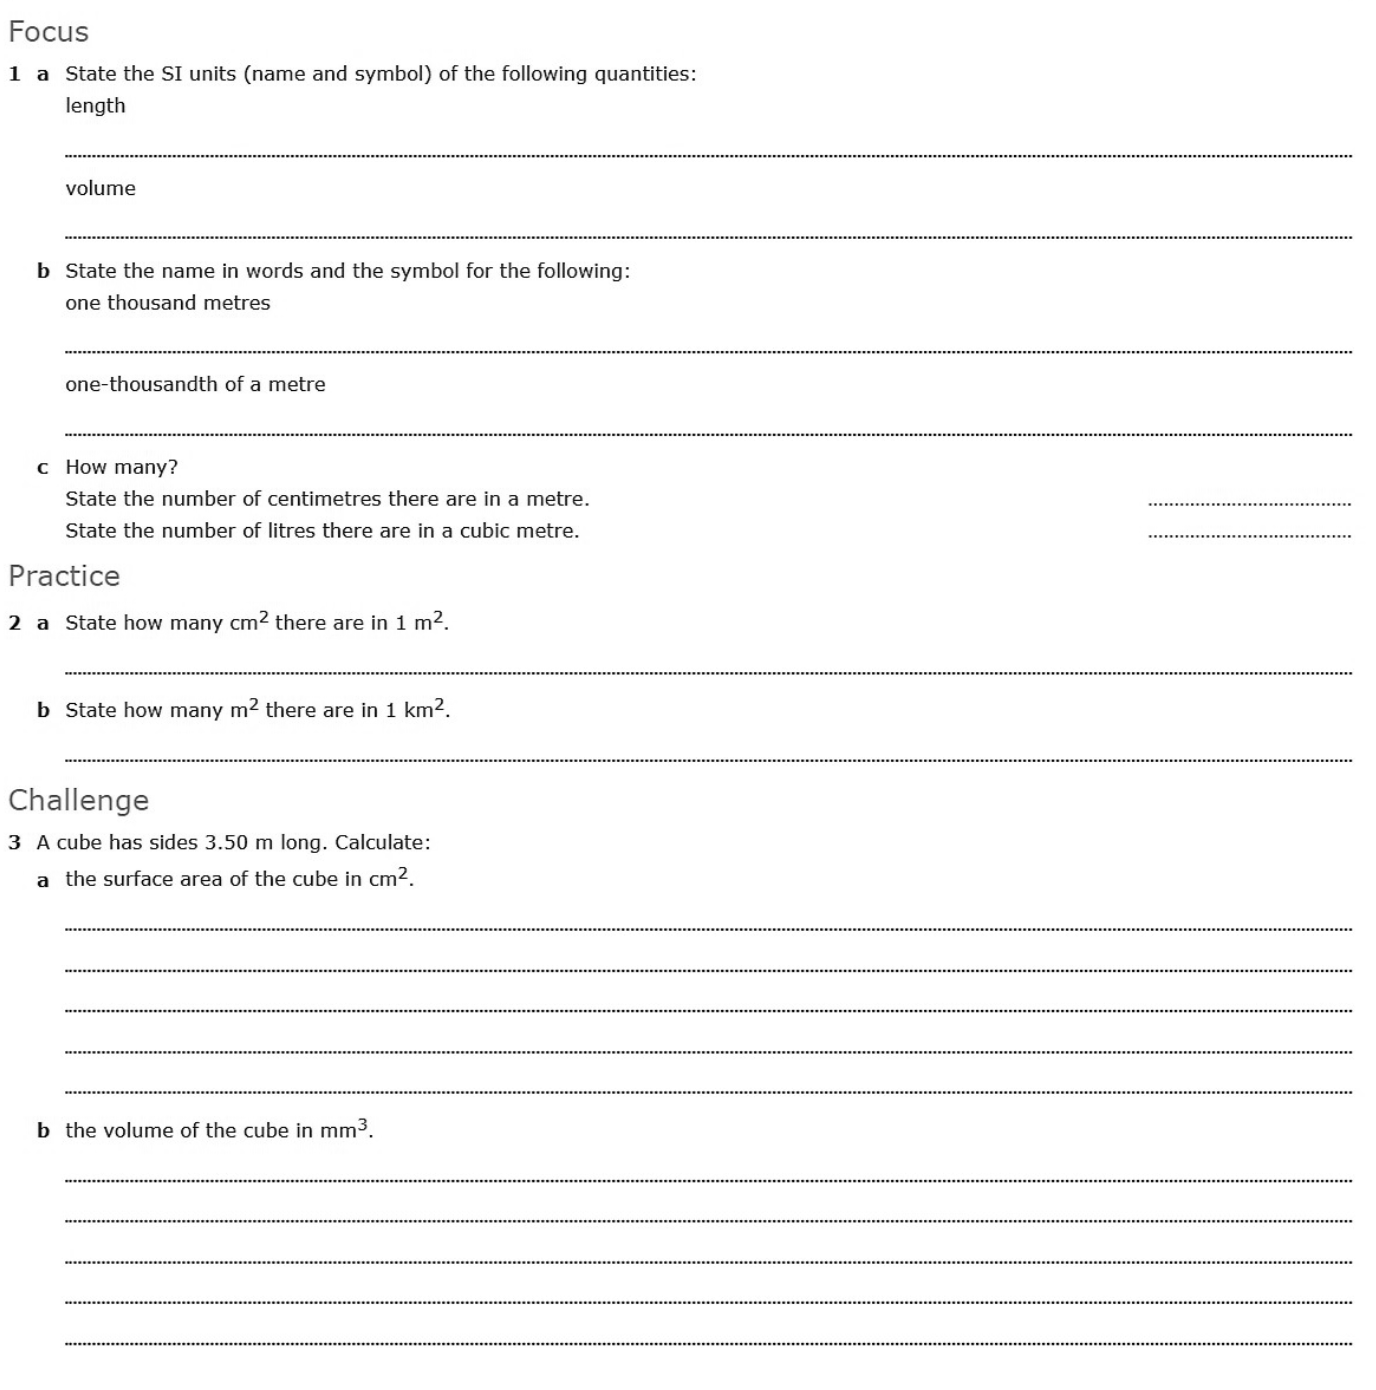 Focus
1 a State the SI units (name and symbol) of the following quantities:
length
volume
b State the name in words and the symbol for the following:
one thousand metres
one-thousandth of a metre
c How many?
State the number of centimetres there are in a metre. ......................................
State the number of litres there are in a cubic metre. ......................................
Practice
2 a State how many cm² there are in 1 m².
b State how many m² there are in 1 km².
Challenge
3 A cube has sides 3.50 m long. Calculate:
a the surface area of the cube in cm².
b the volume of the cube in mm³.